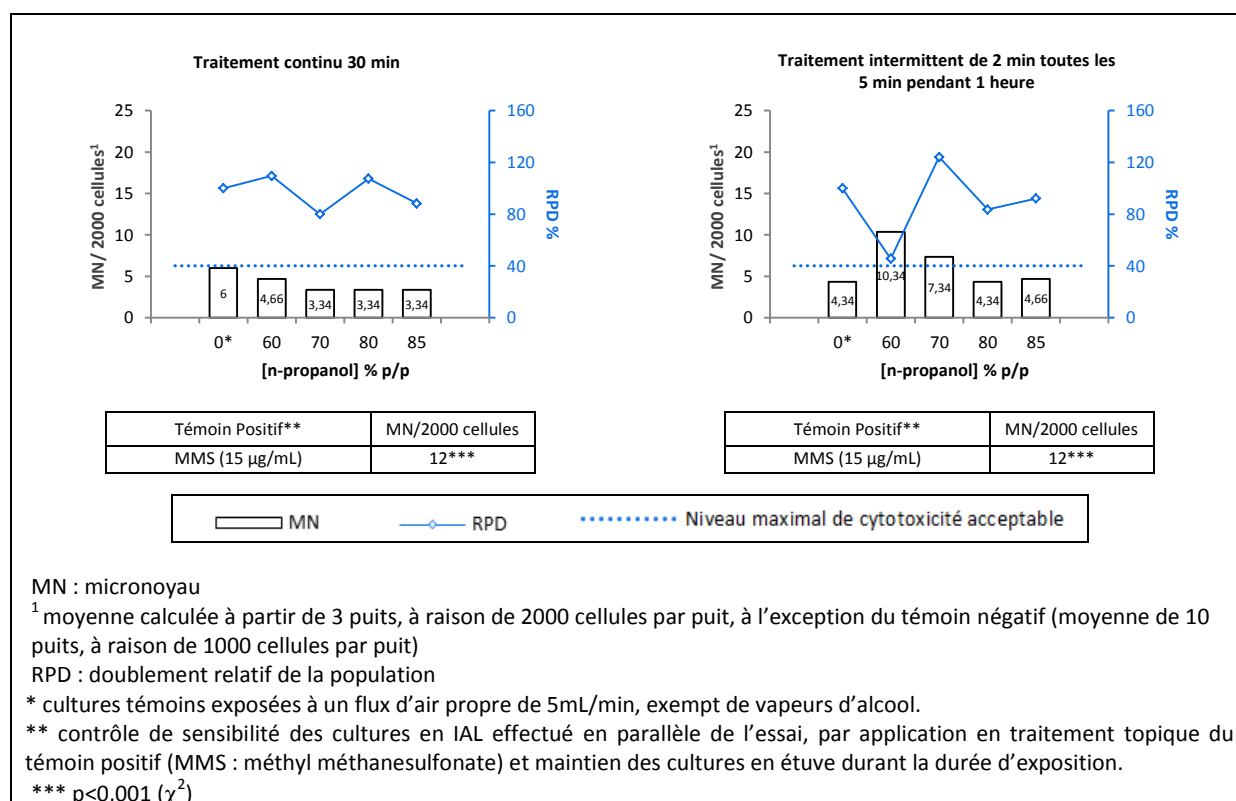 Traitement continu 30 min
MN/ 2000 cellules¹
25
20
15
10
5
0
160
120
80
40
0
RPD %
6
4,66
3,34
3,34
3,34
0*
60
70
80
85
[n-propanol] % p/p
Témoin Positif**
MN/2000 cellules
MMS (15 µg/mL)
12***
Traitement intermittent de 2 min toutes les
5 min pendant 1 heure
MN/ 2000 cellules¹
25
20
15
10
5
0
160
120
80
40
0
RPD %
4,34
10,34
7,34
4,34
4,66
0*
60
70
80
85
[n-propanol] % p/p
Témoin Positif**
MN/2000 cellules
MMS (15 µg/mL)
12***
MN
RPD
Niveau maximal de cytotoxicité acceptable
MN : micronoyau
¹ moyenne calculée à partir de 3 puits, à raison de 2000 cellules par puit, à l'exception du témoin négatif (moyenne de 10
puits, à raison de 1000 cellules par puit)
RPD : doublement relatif de la population
* cultures témoins exposées à un flux d'air propre de 5mL/min, exempt de vapeurs d'alcool.
** contrôle de sensibilité des cultures en IAL effectué en parallèle de l'essai, par application en traitement topique du
témoin positif (MMS : méthyl méthanesulfonate) et maintien des cultures en étuve durant la durée d'exposition.
*** p<0.001 (χ²)